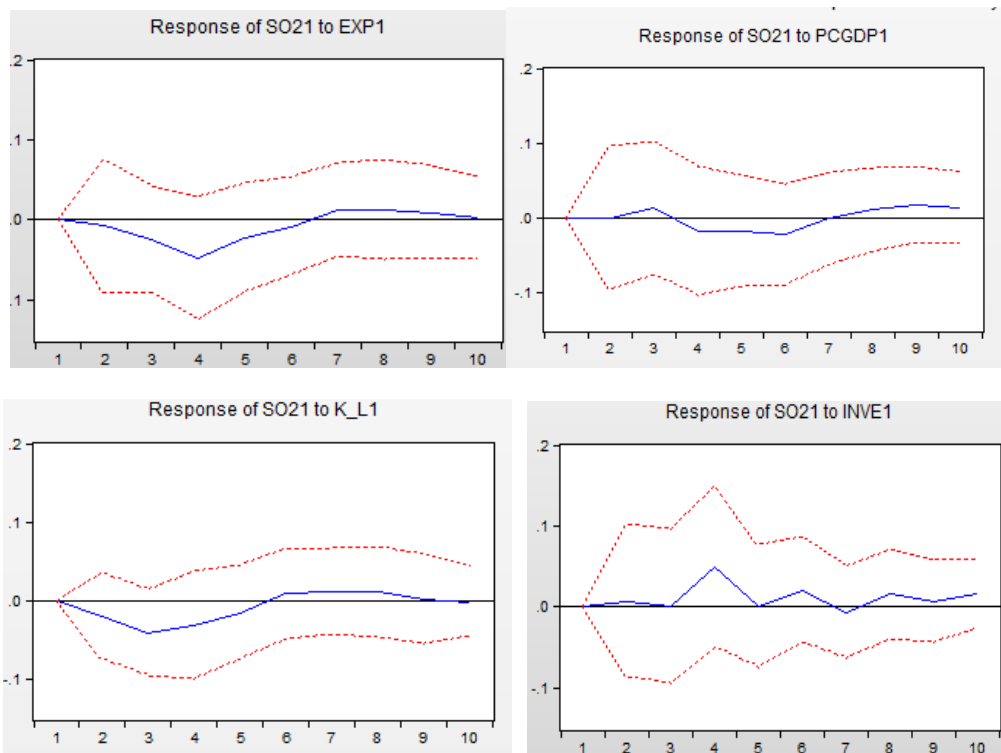 Response of SO21 to EXP1
.2
.1
.0
.1
1 2 3 4 5 6 7 8 9 10
Response of SO21 to PCGDP1
.2
.1
.0
-.1
1 2 3 4 5 6 7 8 9 10
Response of SO21 to K_L1
.2
.1
.0
-.1
1 2 3 4 5 6 7 8 9 10
Response of SO21 to INVE1
.2
.1
.0
-.1
1 2 3 4 5 6 7 8 9 10